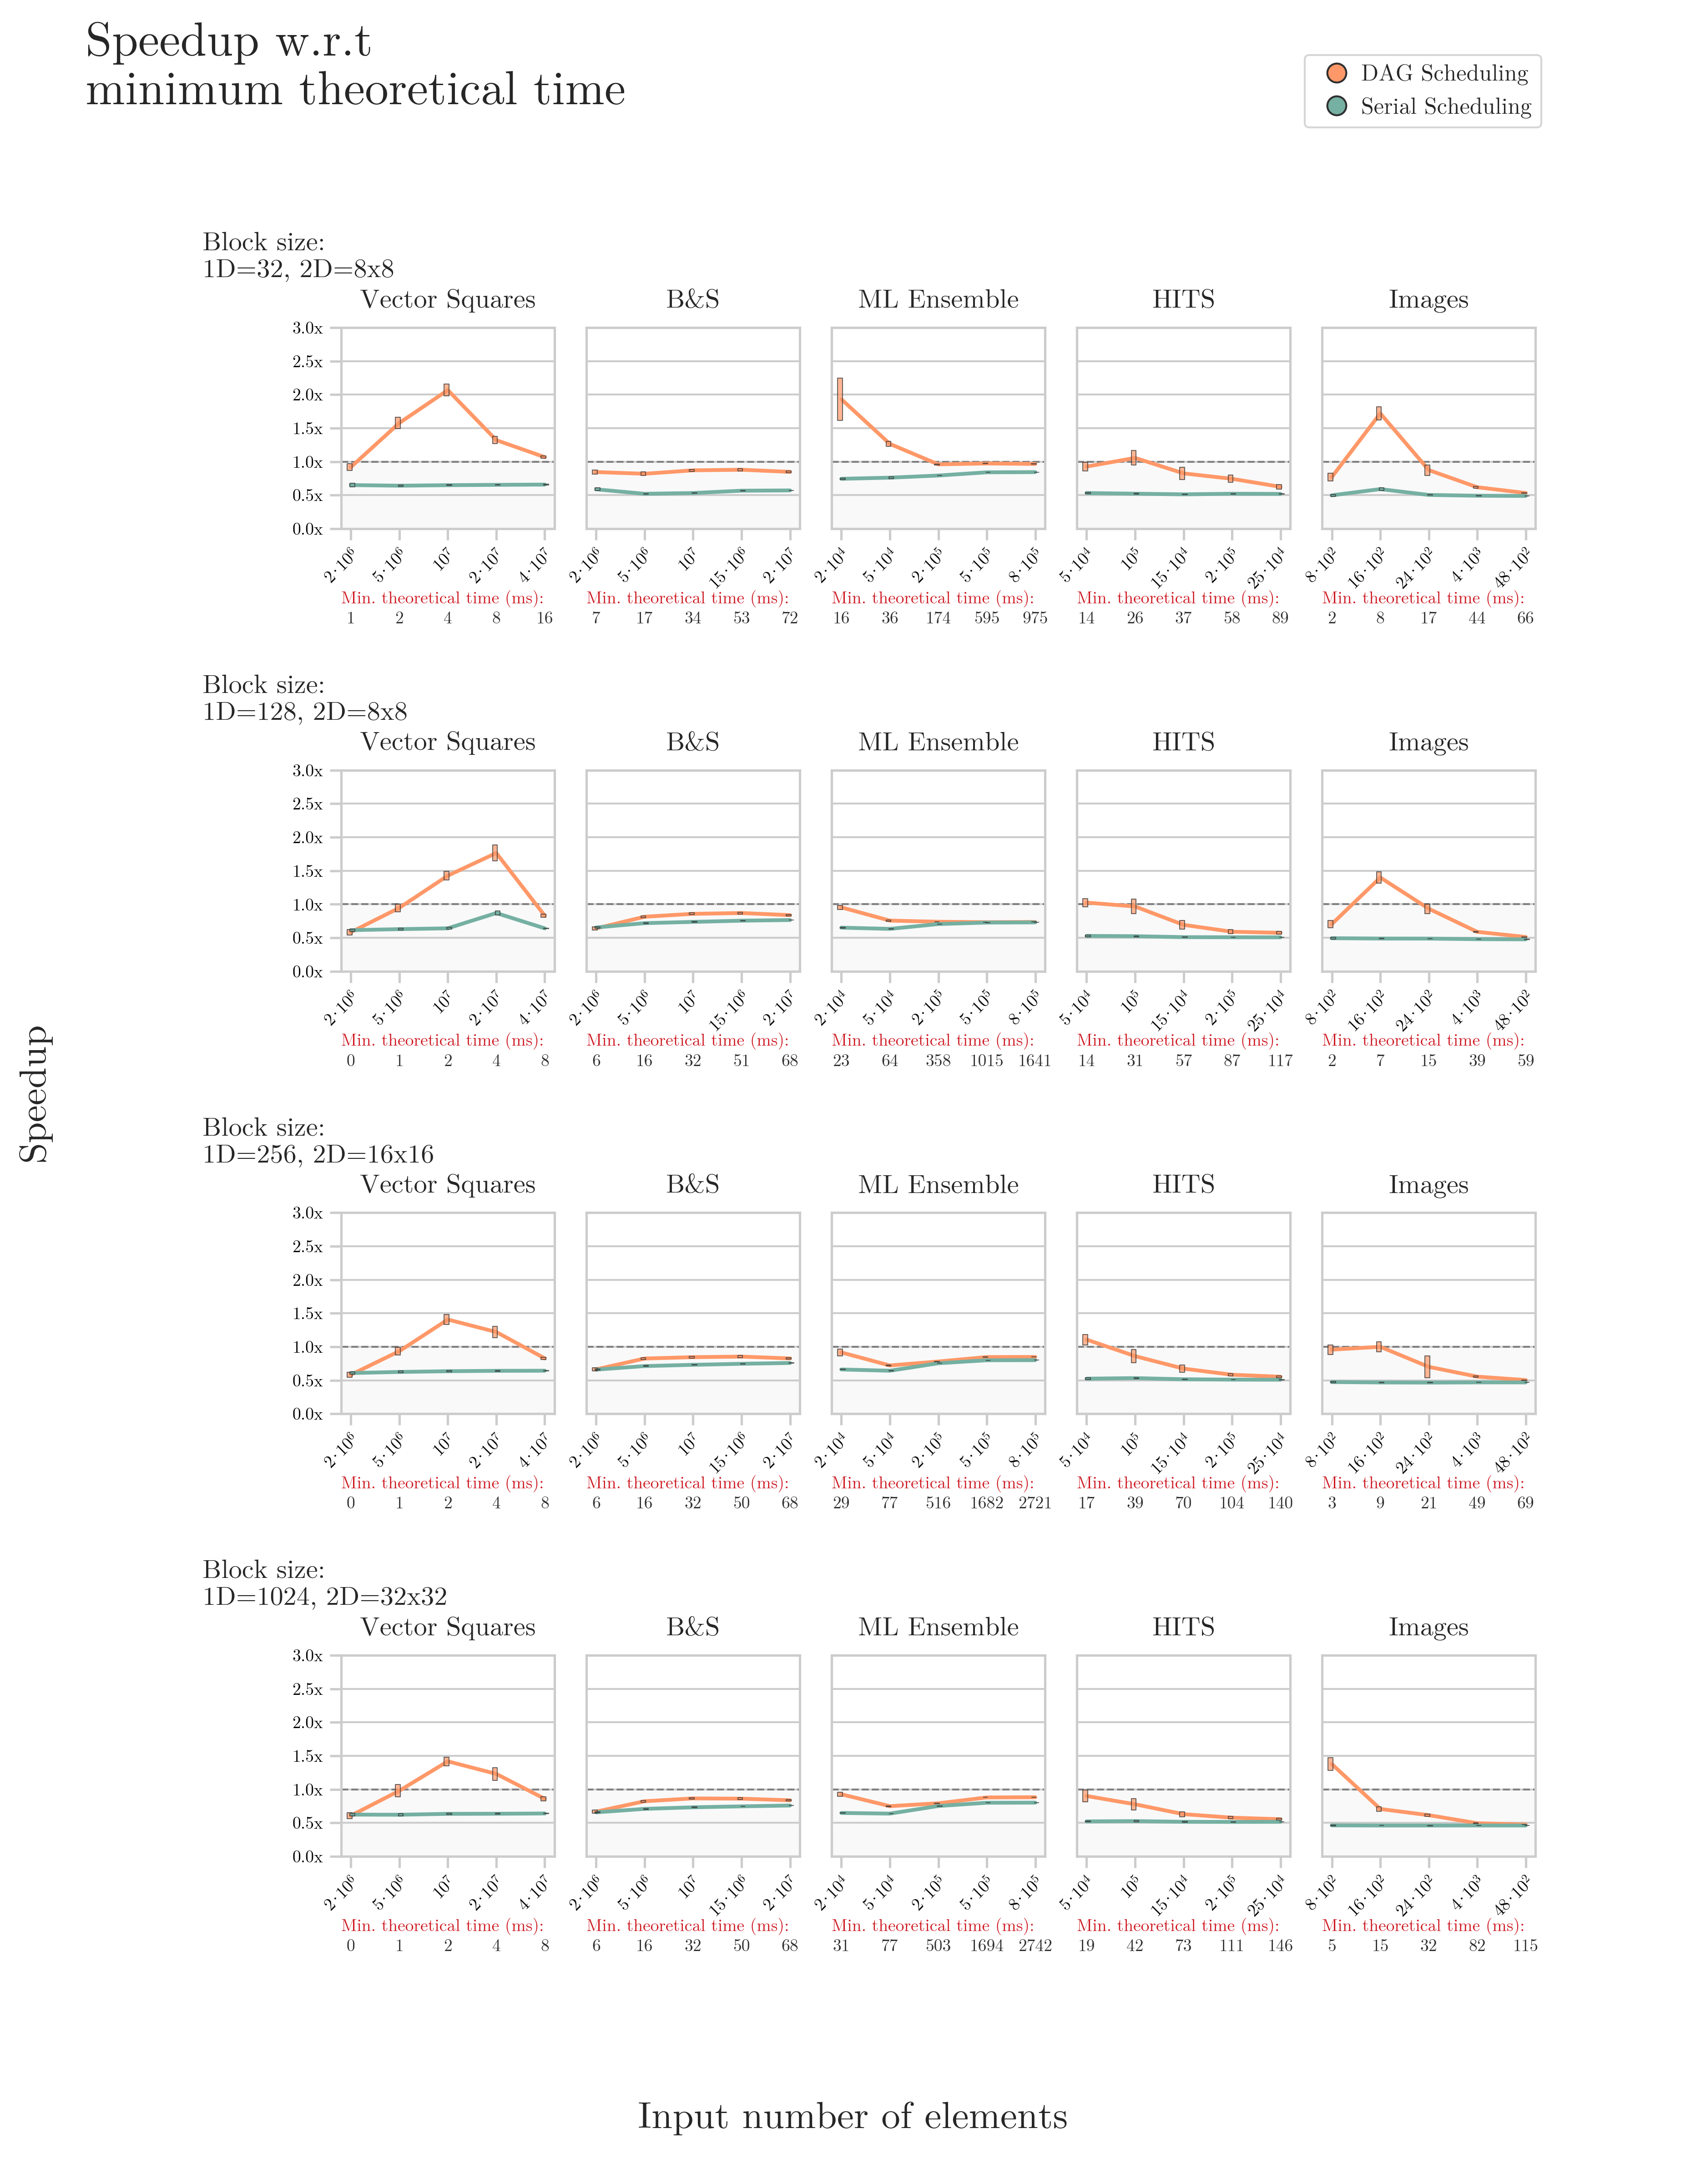 Speedup w.r.t
minimum theoretical time
DAG Scheduling
Serial Scheduling
Speedup
Block size:
1D=32, 2D=8x8
Vector Squares B&S ML Ensemble HITS Images
3.0x
2.5x
2.0x
1.5x
1.0x
0.5x
0.0x
2·10⁶ 5·10⁶ 10⁷ 2·10⁷ 4·10⁷ 2·10⁶ 5·10⁶ 10⁷ 15·10⁶ 2·10⁷ 2·10⁴ 5·10⁴ 2·10⁵ 5·10⁵ 8·10⁵ 5·10⁴ 10⁵ 15·10⁴ 2·10⁵ 25·10⁴ 8·10² 16·10² 24·10² 4·10³ 48·10²
Min. theoretical time (ms): Min. theoretical time (ms): Min. theoretical time (ms): Min. theoretical time (ms): Min. theoretical time (ms):
1 2 4 8 16 7 17 34 53 72 16 36 174 595 975 14 26 37 58 89 2 8 17 44 66
Block size:
1D=128, 2D=8x8
Vector Squares B&S ML Ensemble HITS Images
3.0x
2.5x
2.0x
1.5x
1.0x
0.5x
0.0x
2·10⁶ 5·10⁶ 10⁷ 2·10⁷ 4·10⁷ 2·10⁶ 5·10⁶ 10⁷ 15·10⁶ 2·10⁷ 2·10⁴ 5·10⁴ 2·10⁵ 5·10⁵ 8·10⁵ 5·10⁴ 10⁵ 15·10⁴ 2·10⁵ 25·10⁴ 8·10² 16·10² 24·10² 4·10³ 48·10²
Min. theoretical time (ms): Min. theoretical time (ms): Min. theoretical time (ms): Min. theoretical time (ms): Min. theoretical time (ms):
0 1 2 4 8 6 16 32 51 68 23 64 358 1015 1641 14 31 57 87 117 2 7 15 39 59
Block size:
1D=256, 2D=16x16
Vector Squares B&S ML Ensemble HITS Images
3.0x
2.5x
2.0x
1.5x
1.0x
0.5x
0.0x
2·10⁶ 5·10⁶ 10⁷ 2·10⁷ 4·10⁷ 2·10⁶ 5·10⁶ 10⁷ 15·10⁶ 2·10⁷ 2·10⁴ 5·10⁴ 2·10⁵ 5·10⁵ 8·10⁵ 5·10⁴ 10⁵ 15·10⁴ 2·10⁵ 25·10⁴ 8·10² 16·10² 24·10² 4·10³ 48·10²
Min. theoretical time (ms): Min. theoretical time (ms): Min. theoretical time (ms): Min. theoretical time (ms): Min. theoretical time (ms):
0 1 2 4 8 6 16 32 50 68 29 77 516 1682 2721 17 39 70 104 140 3 9 21 49 69
Block size:
1D=1024, 2D=32x32
Vector Squares B&S ML Ensemble HITS Images
3.0x
2.5x
2.0x
1.5x
1.0x
0.5x
0.0x
2·10⁶ 5·10⁶ 10⁷ 2·10⁷ 4·10⁷ 2·10⁶ 5·10⁶ 10⁷ 15·10⁶ 2·10⁷ 2·10⁴ 5·10⁴ 2·10⁵ 5·10⁵ 8·10⁵ 5·10⁴ 10⁵ 15·10⁴ 2·10⁵ 25·10⁴ 8·10² 16·10² 24·10² 4·10³ 48·10²
Min. theoretical time (ms): Min. theoretical time (ms): Min. theoretical time (ms): Min. theoretical time (ms): Min. theoretical time (ms):
0 1 2 4 8 6 16 32 50 68 31 77 503 1694 2742 19 42 73 111 146 5 15 32 82 115
Input number of elements